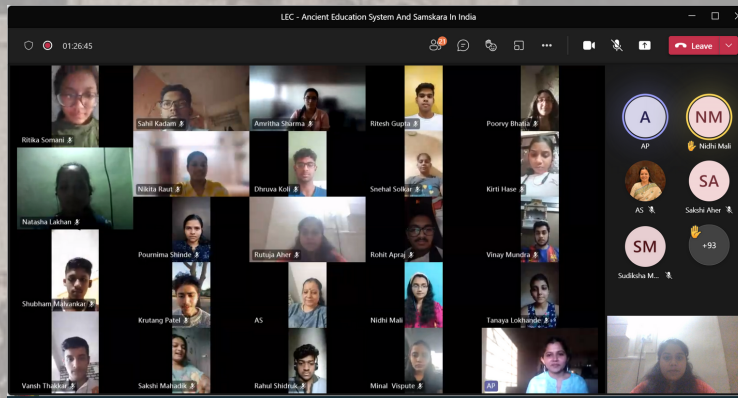 LEC - Ancient Education System And Samskara In India
01:26:45
21
Leave
Ritika Somani
Sahil Kadam
Amritha Sharma
Ritesh Gupta
Poorvy Bhatia
Natasha Lakhan
Nikita Raut
Dhruva Koli
Snehal Solkar
Kirti Hase
Pournima Shinde
Rutuja Aher
Rohit Apraj
Vinay Mundra
Shubham Malvankar
Krutang Patel
AS
Nidhi Mali
Tanaya Lokhande
Vansh Thakkar
Sakshi Mahadik
Rahul Shidruk
Minal Vispute
AP
A
AP
NM
Nidhi Mali
AS
SA
Sakshi Aher
SM
Sudiksha M...
+93